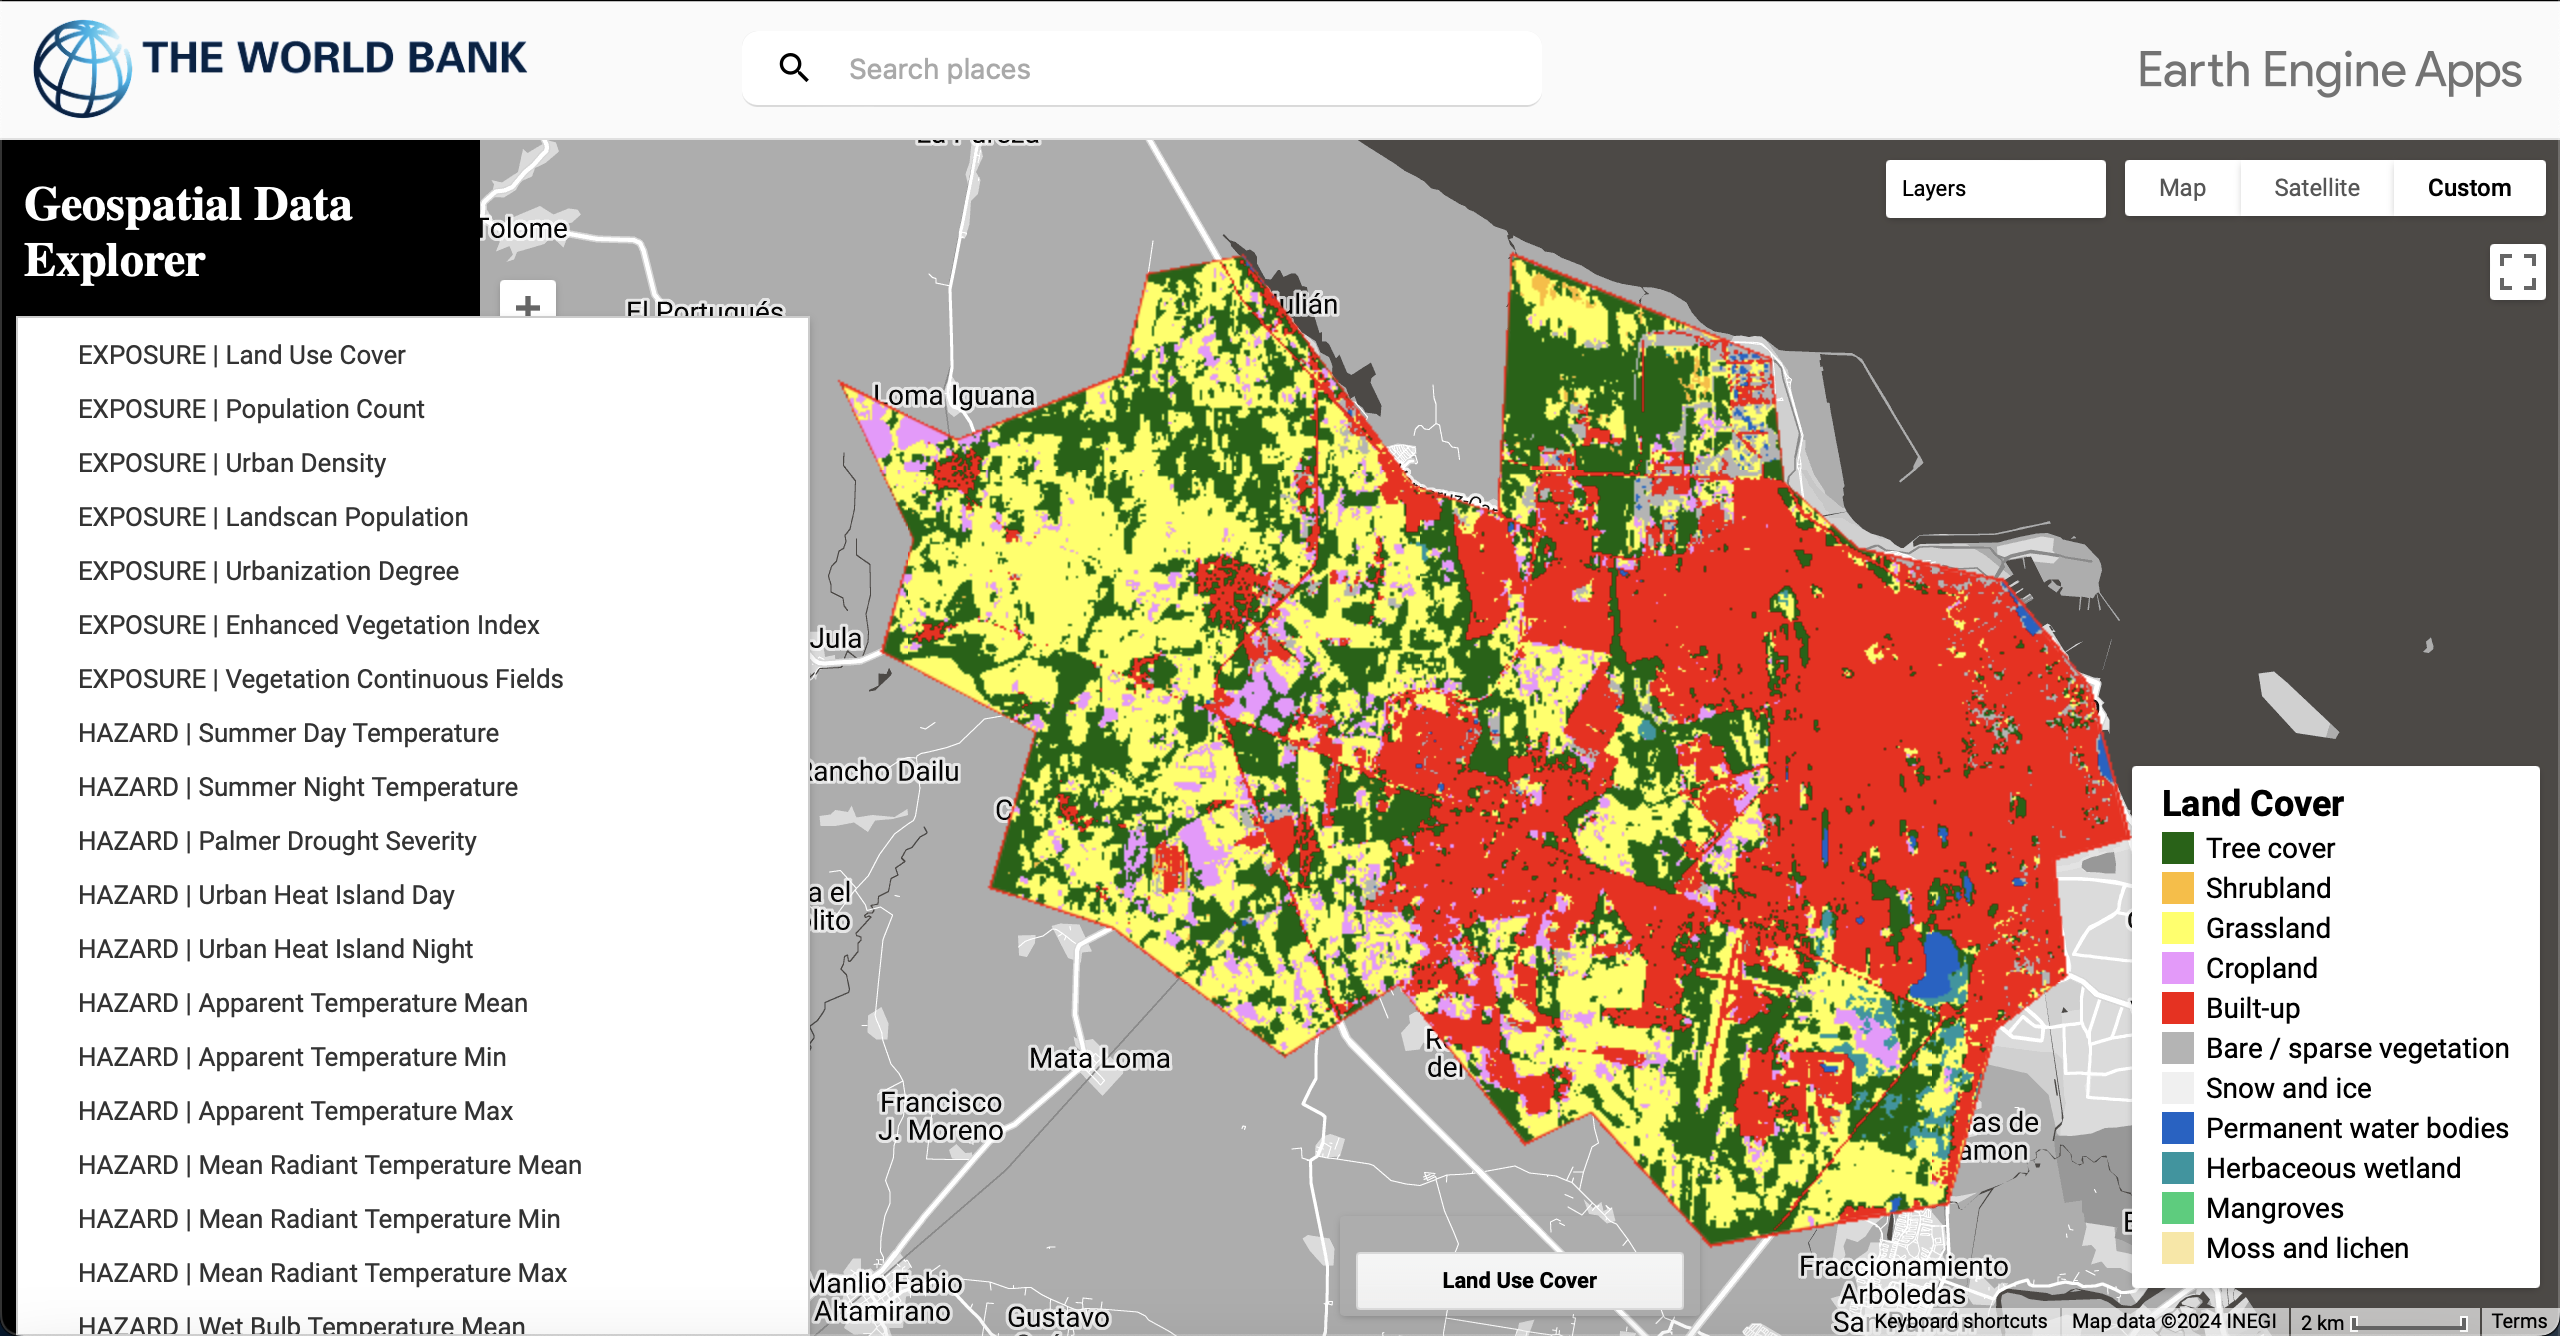 THE WORLD BANK
Search places
Earth Engine Apps
Geospatial Data
Explorer
Layers
Map
Satellite
Custom
Tolome
El Portugués
+
Loma Iguana
EXPOSURE | Land Use Cover
EXPOSURE | Population Count
EXPOSURE | Urban Density
EXPOSURE | Landscan Population
EXPOSURE | Urbanization Degree
EXPOSURE | Enhanced Vegetation Index
EXPOSURE | Vegetation Continuous Fields
HAZARD | Summer Day Temperature
HAZARD | Summer Night Temperature
HAZARD | Palmer Drought Severity
HAZARD | Urban Heat Island Day
HAZARD | Urban Heat Island Night
HAZARD | Apparent Temperature Mean
HAZARD | Apparent Temperature Min
HAZARD | Apparent Temperature Max
HAZARD | Mean Radiant Temperature Mean
HAZARD | Mean Radiant Temperature Min
HAZARD | Mean Radiant Temperature Max
HAZARD | Wet Bulb Temperature Mean
ulián
Jula
Rancho Dailu
C
a el
lito
Mata Loma
Francisco
J. Moreno
Manlio Fabio
Altamirano
Gustavo
del
as de
amon
Fraccionamiento
Arboledas
Land Use Cover
Land Cover
Tree cover
Shrubland
Grassland
Cropland
Built-up
Bare / sparse vegetation
Snow and ice
Permanent water bodies
Herbaceous wetland
Mangroves
Moss and lichen
Keyboard shortcuts
Map data ©2024 INEGI
2 km
Terms